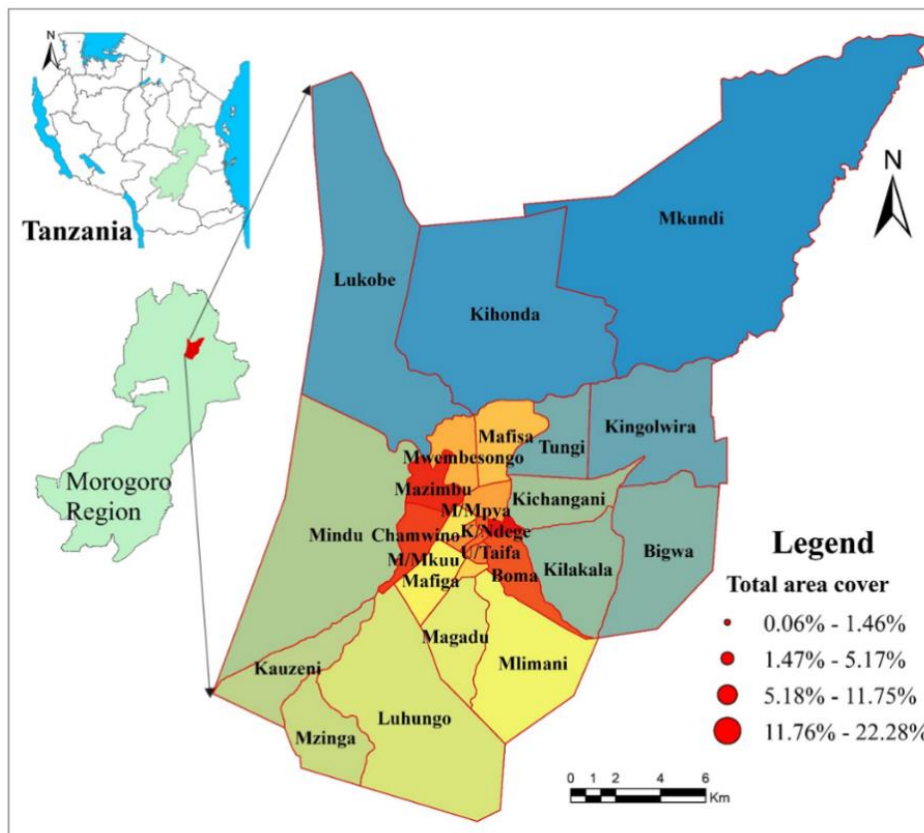 N
Tanzania
Morogoro
Region
N
Mkundi
Lukobe
Kihonda
Mafisa
Tungi
Kingolwira
Mwembesongo
Mazimbu
Kichangani
M/Mpya
Mindu
Chamwino
K/Ndege
U/Taifa
M/Mkuu
Boma
Kilakala
Bigwa
Mafiga
Magadu
Mlimani
Kauzeni
Luhungo
Mzinga
Legend
Total area cover
0.06% - 1.46%
1.47% - 5.17%
5.18% - 11.75%
11.76% - 22.28%
0 1 2 4 6
Km